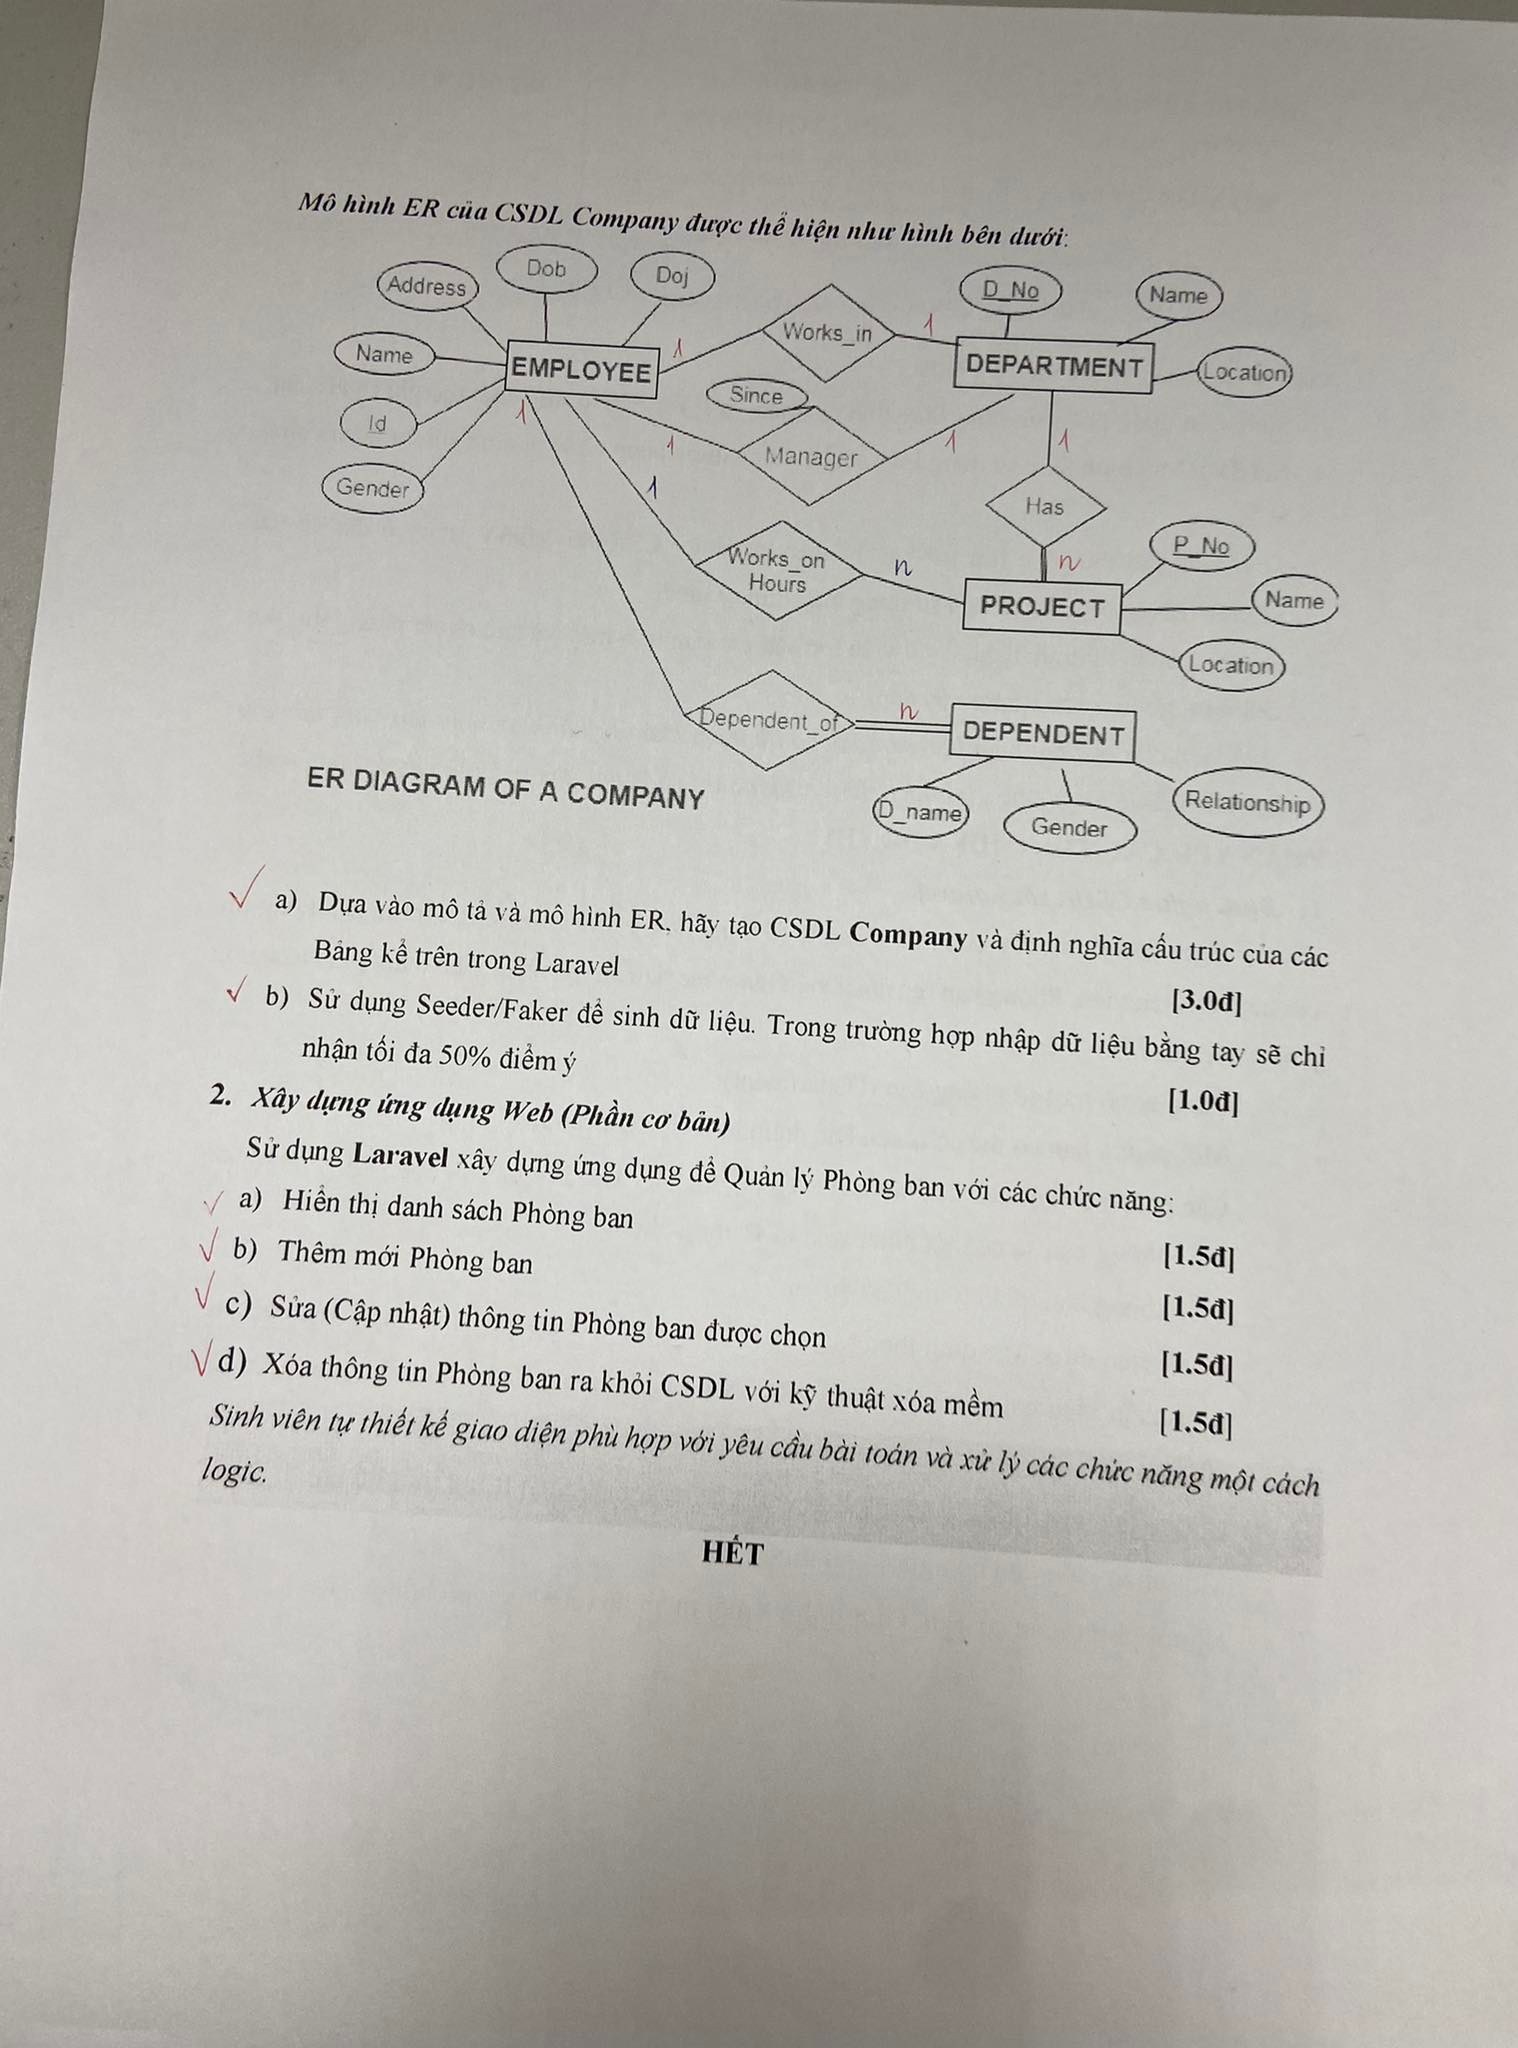 Mô hình ER của CSDL Company được thể hiện như hình bên dưới:
Address
Dob
Doj
D_No
Name
Works_in
1
1
Name
EMPLOYEE
DEPARTMENT
Location
Since
Id
1
1
Manager
1
1
Gender
1
Has
Works_on
Hours
n
n
P_No
PROJECT
Name
Location
Dependent_of
n
DEPENDENT
ER DIAGRAM OF A COMPANY
D_name
Gender
Relationship
a) Dựa vào mô tả và mô hình ER, hãy tạo CSDL Company và định nghĩa cấu trúc của các
Bảng kể trên trong Laravel
[3.0đ]
b) Sử dụng Seeder/Faker để sinh dữ liệu. Trong trường hợp nhập dữ liệu bằng tay sẽ chỉ
nhận tối đa 50% điểm ý
[1.0đ]
2. Xây dựng ứng dụng Web (Phần cơ bản)
Sử dụng Laravel xây dựng ứng dụng để Quản lý Phòng ban với các chức năng:
a) Hiển thị danh sách Phòng ban
[1.5đ]
b) Thêm mới Phòng ban
[1.5đ]
c) Sửa (Cập nhật) thông tin Phòng ban được chọn
[1.5đ]
d) Xóa thông tin Phòng ban ra khỏi CSDL với kỹ thuật xóa mềm
[1.5đ]
Sinh viên tự thiết kế giao diện phù hợp với yêu cầu bài toán và xử lý các chức năng một cách
logic.
HẾT